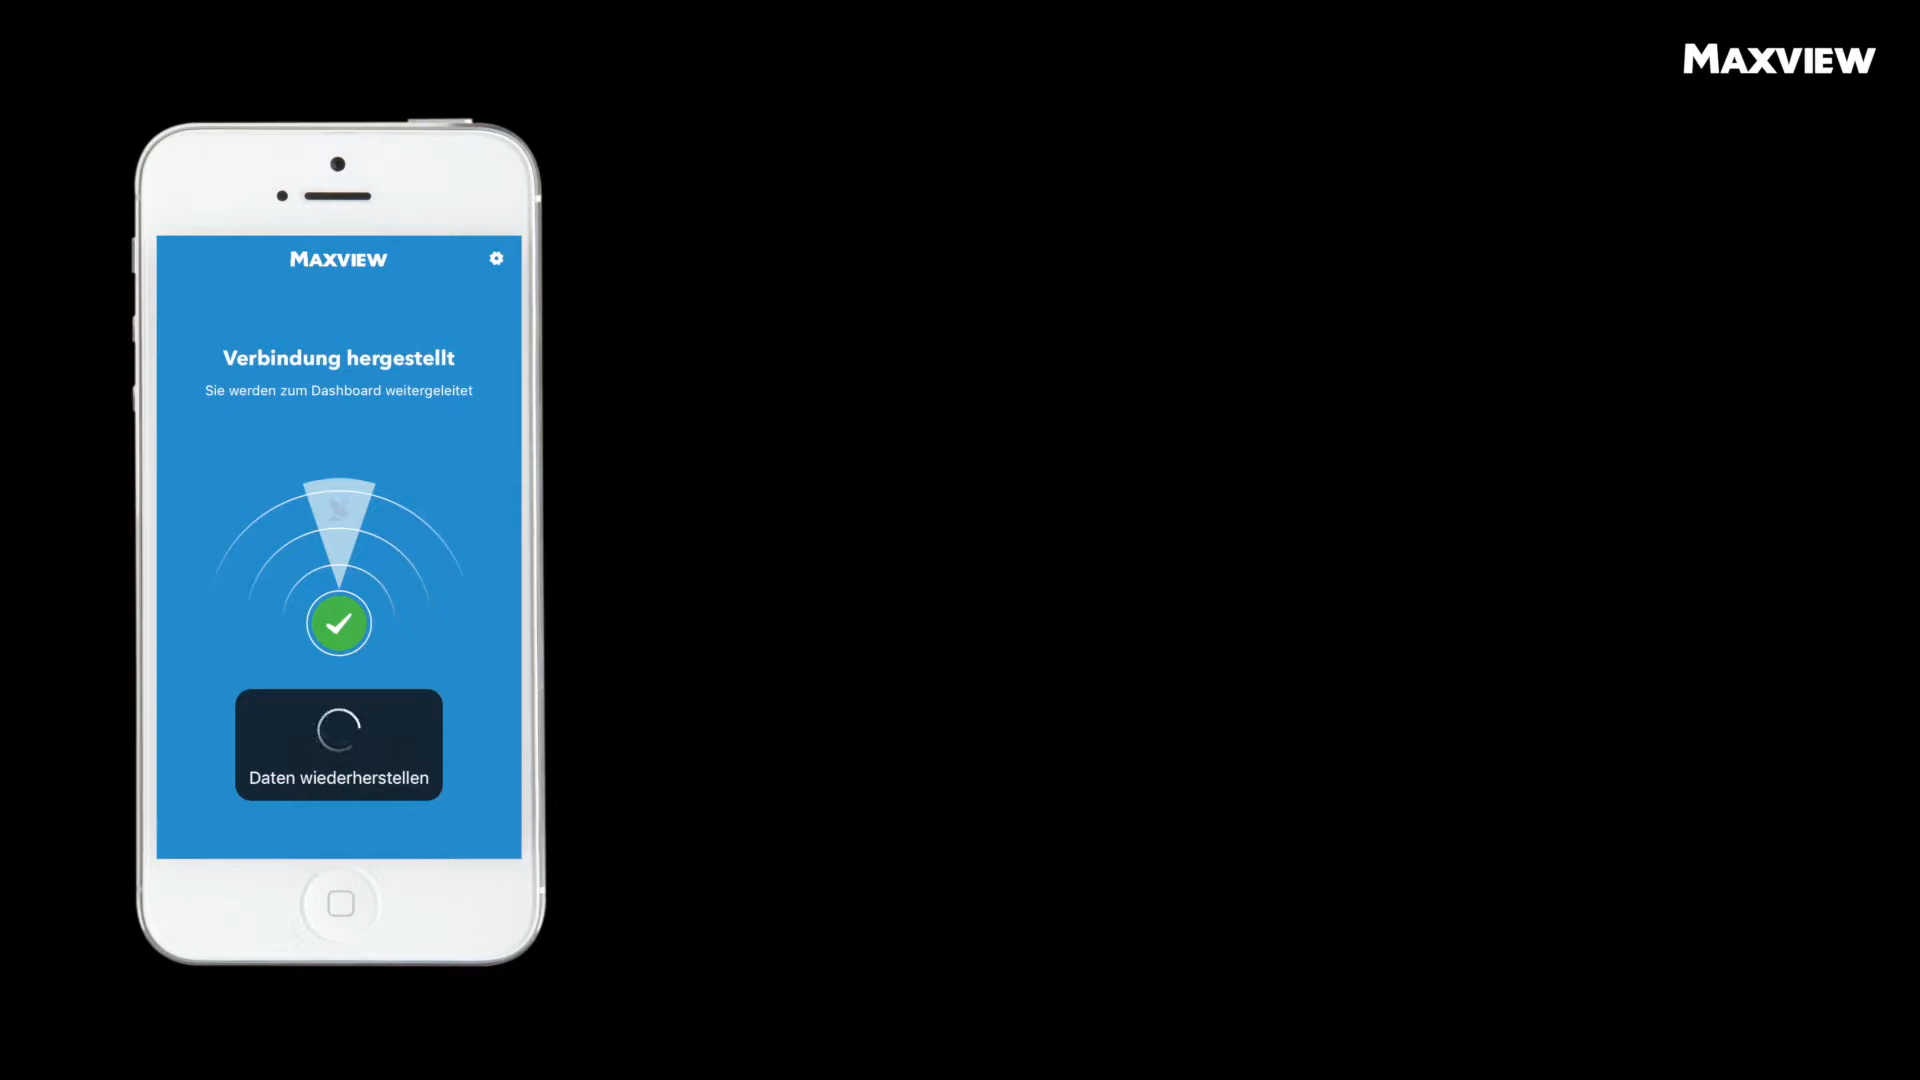 MAXVIEW
MAXVIEW
Verbindung hergestellt
Sie werden zum Dashboard weitergeleitet
Daten wiederherstellen